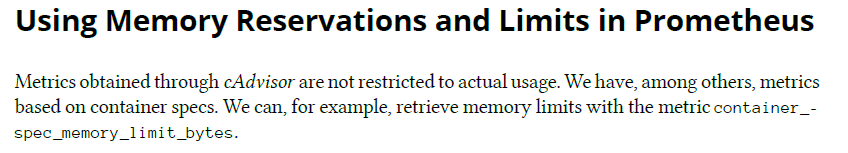 Using Memory Reservations and Limits in Prometheus
Metrics obtained through cAdvisor are not restricted to actual usage. We have, among others, metrics
based on container specs. We can, for example, retrieve memory limits with the metric container_-
spec_memory_limit_bytes.